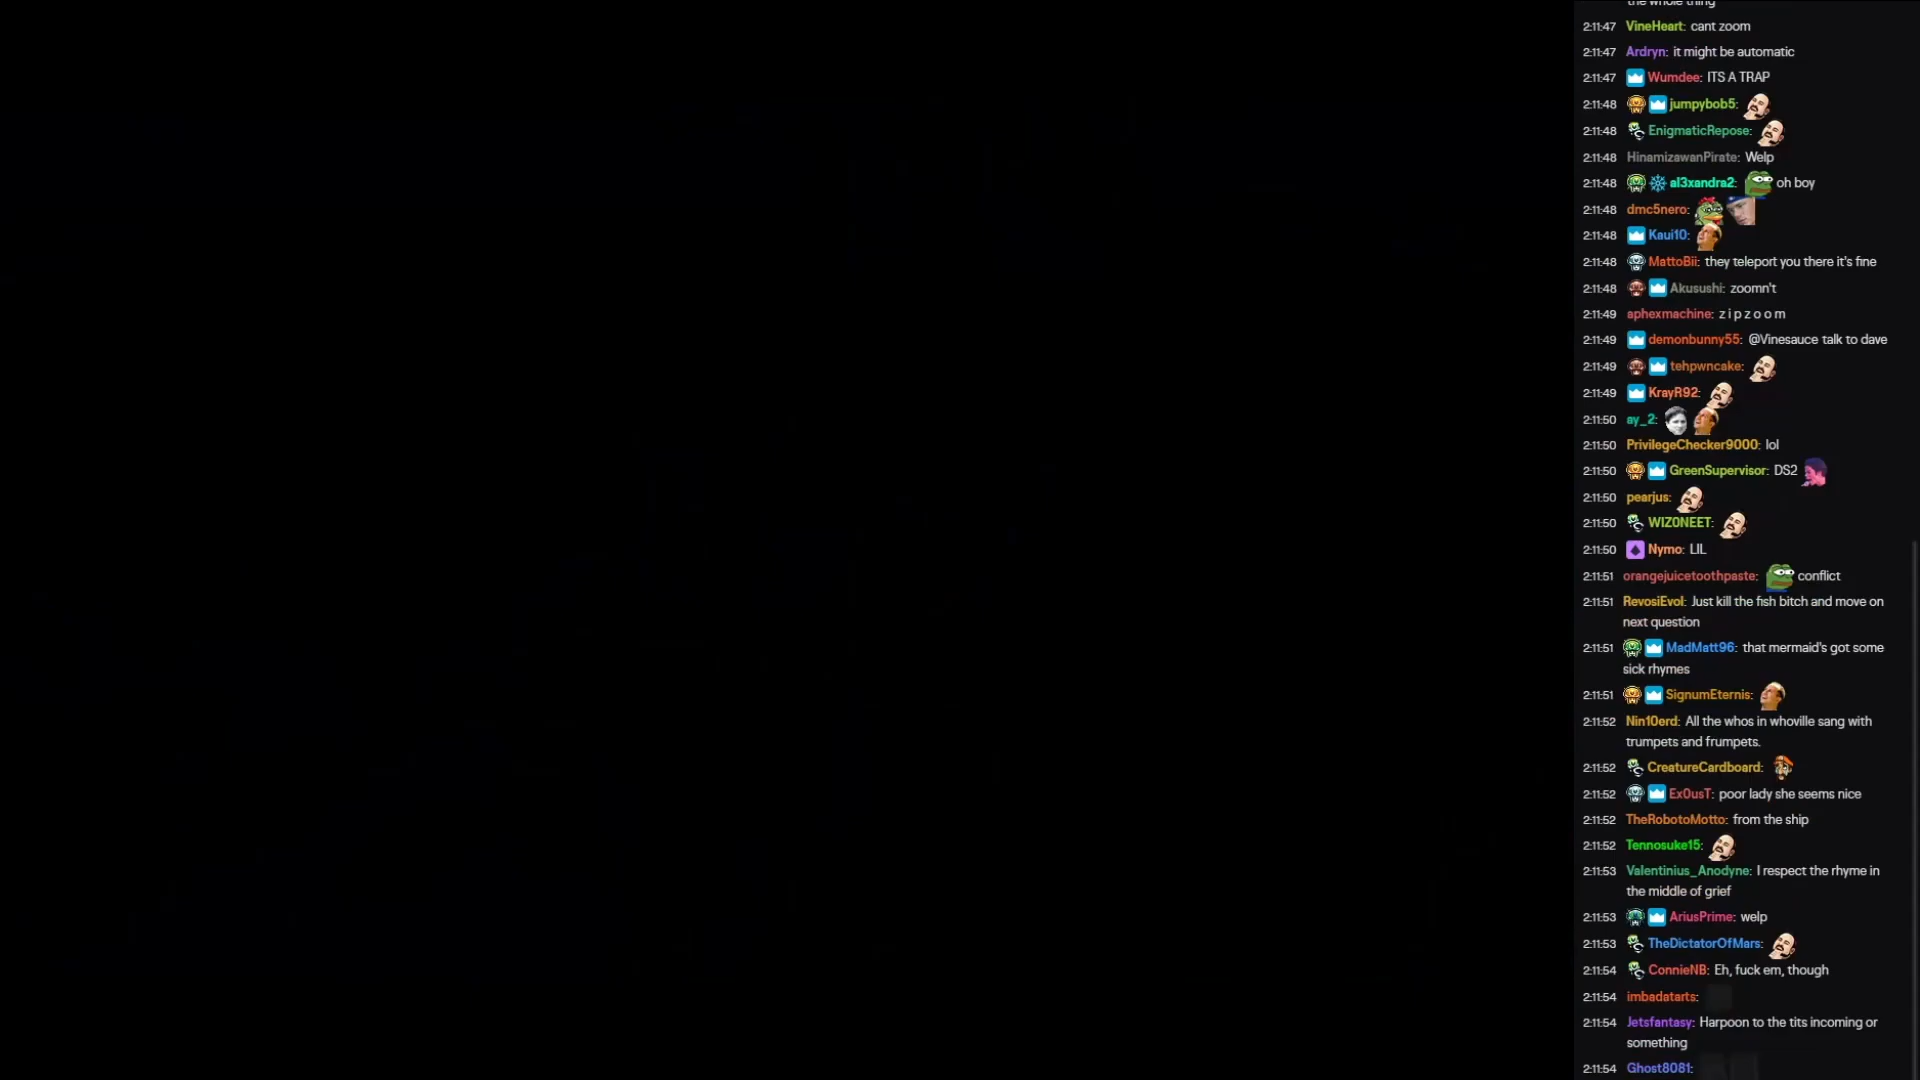 the whole thing
2:11:47 VineHeart: cant zoom
2:11:47 Ardryn: it might be automatic
2:11:47 Wumdee: ITS A TRAP
2:11:48 jumpybob5:
2:11:48 EnigmaticRepose:
2:11:48 HinamizawanPirate: Welp
2:11:48 al3xandra2: oh boy
2:11:48 dmc5nero:
2:11:48 Kaui10:
2:11:48 MattoBii: they teleport you there it's fine
2:11:48 Akusushi: zoomn't
2:11:49 aphexmachine: z i p z o o m
2:11:49 demonbunny55: @Vinesauce talk to dave
2:11:49 tehpwncake:
2:11:49 KrayR92:
2:11:50 ay_2:
2:11:50 PrivilegeChecker9000: lol
2:11:50 GreenSupervisor: DS2
2:11:50 pearjus:
2:11:50 WIZ0NEET:
2:11:50 Nymo: LIL
2:11:51 orangejuicetoothpaste: conflict
2:11:51 RevosiEvol: Just kill the fish bitch and move on
next question
2:11:51 MadMatt96: that mermaid's got some
sick rhymes
2:11:51 SignumEternis:
2:11:52 Nin10erd: All the whos in whoville sang with
trumpets and frumpets.
2:11:52 CreatureCardboard:
2:11:52 Ex0usT: poor lady she seems nice
2:11:52 TheRobotoMotto: from the ship
2:11:52 Tennosuke15:
2:11:53 Valentinius_Anodyne: I respect the rhyme in
the middle of grief
2:11:53 AriusPrime: welp
2:11:53 TheDictatorOfMars:
2:11:54 ConnieNB: Eh, fuck em, though
2:11:54 imbadatarts:
2:11:54 Jetsfantasy: Harpoon to the tits incoming or
something
2:11:54 Ghost8081: